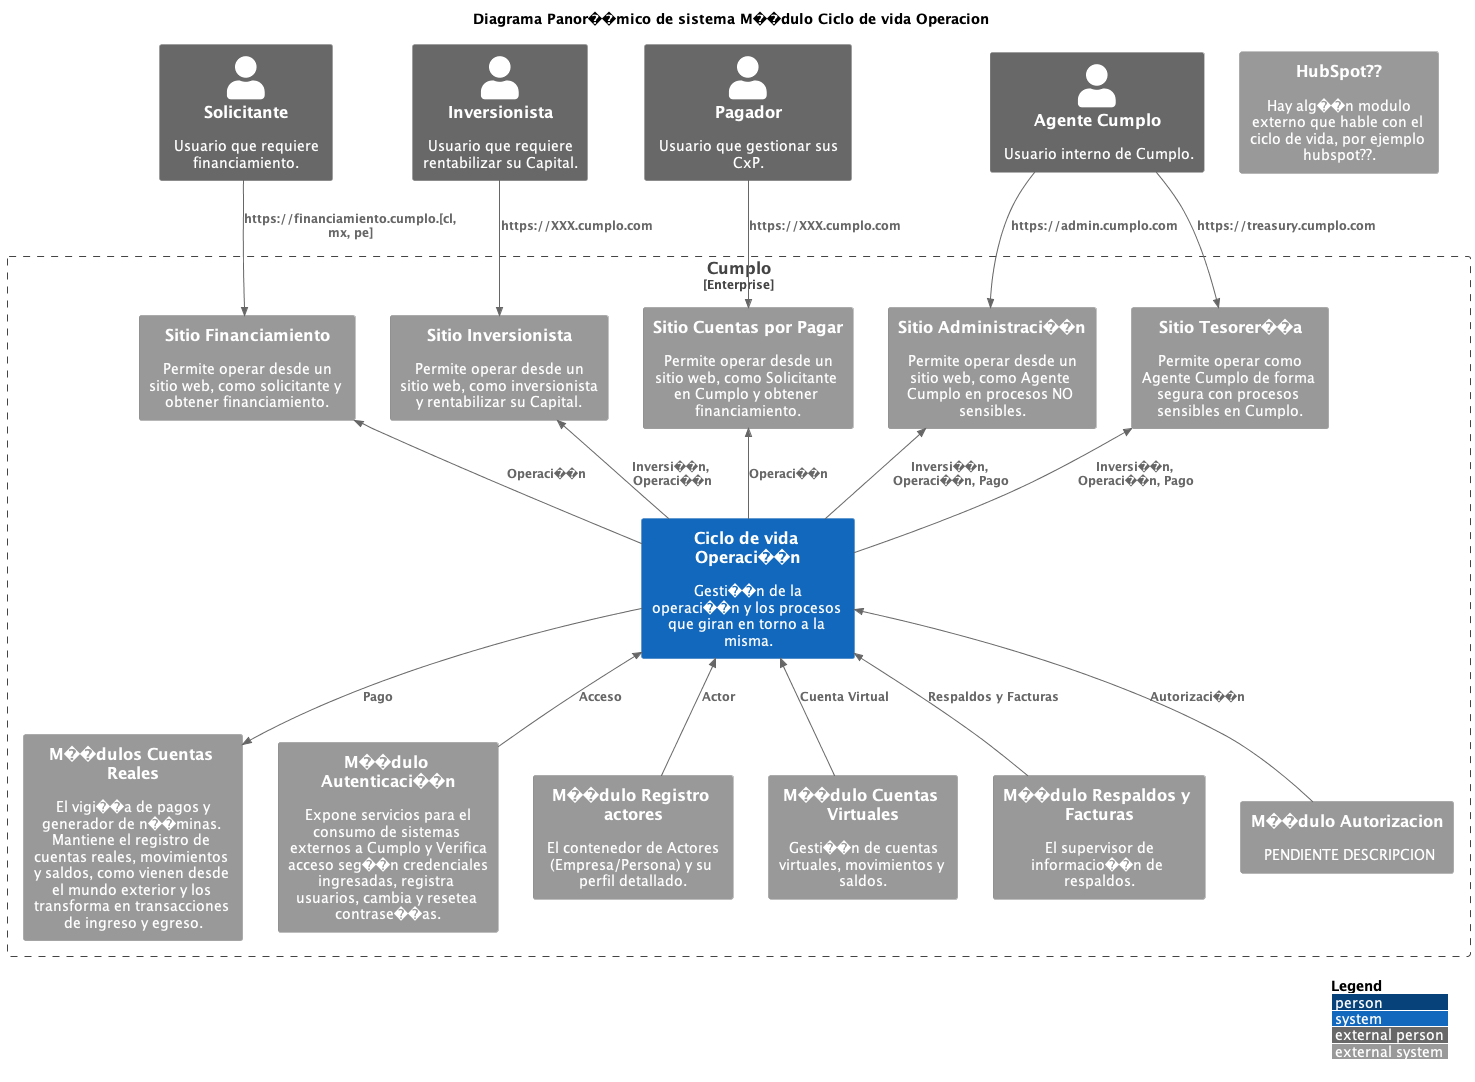 Diagrama Panor��mico de sistema M��dulo Ciclo de vida Operacion
Solicitante
Usuario que requiere
financiamiento.
Inversionista
Usuario que requiere
rentabilizar su Capital.
Pagador
Usuario que gestionar sus
CxP.
Agente Cumplo
Usuario interno de Cumplo.
HubSpot??
Hay alg��n modulo
externo que hable con el
ciclo de vida, por ejemplo
hubspot??.
https://financiamiento.cumplo.[cl,
mx, pe]
https://XXX.cumplo.com
https://XXX.cumplo.com
https://admin.cumplo.com
https://treasury.cumplo.com
Cumplo
[Enterprise]
Sitio Financiamiento
Permite operar desde un
sitio web, como solicitante y
obtener financiamiento.
Sitio Inversionista
Permite operar desde un
sitio web, como inversionista
y rentabilizar su Capital.
Sitio Cuentas por Pagar
Permite operar desde un
sitio web, como Solicitante
en Cumplo y obtener
financiamiento.
Sitio Administraci��n
Permite operar desde un
sitio web, como Agente
Cumplo en procesos NO
sensibles.
Sitio Tesorer��a
Permite operar como
Agente Cumplo de forma
segura con procesos
sensibles en Cumplo.
Operaci��n
Inversi��n,
Operaci��n
Operaci��n
Inversi��n,
Operaci��n, Pago
Inversi��n,
Operaci��n, Pago
Ciclo de vida
Operaci��n
Gesti��n de la
operaci��n y los procesos
que giran en torno a la
misma.
Pago
Acceso
Actor
Cuenta Virtual
Respaldos y Facturas
Autorizaci��n
M��dulos Cuentas
Reales
El vigi��a de pagos y
generador de n��minas.
Mantiene el registro de
cuentas reales, movimientos
y saldos, como vienen desde
el mundo exterior y los
transforma en transacciones
de ingreso y egreso.
M��dulo
Autenticaci��n
Expone servicios para el
consumo de sistemas
externos a Cumplo y Verifica
acceso seg��n credenciales
ingresadas, registra
usuarios, cambia y resetea
contrase��as.
M��dulo Registro
actores
El contenedor de Actores
(Empresa/Persona) y su
perfil detallado.
M��dulo Cuentas
Virtuales
Gesti��n de cuentas
virtuales, movimientos y
saldos.
M��dulo Respaldos y
Facturas
El supervisor de
informacio��n de
respaldos.
M��dulo Autorizacion
PENDIENTE DESCRIPCION
Legend
person
system
external person
external system